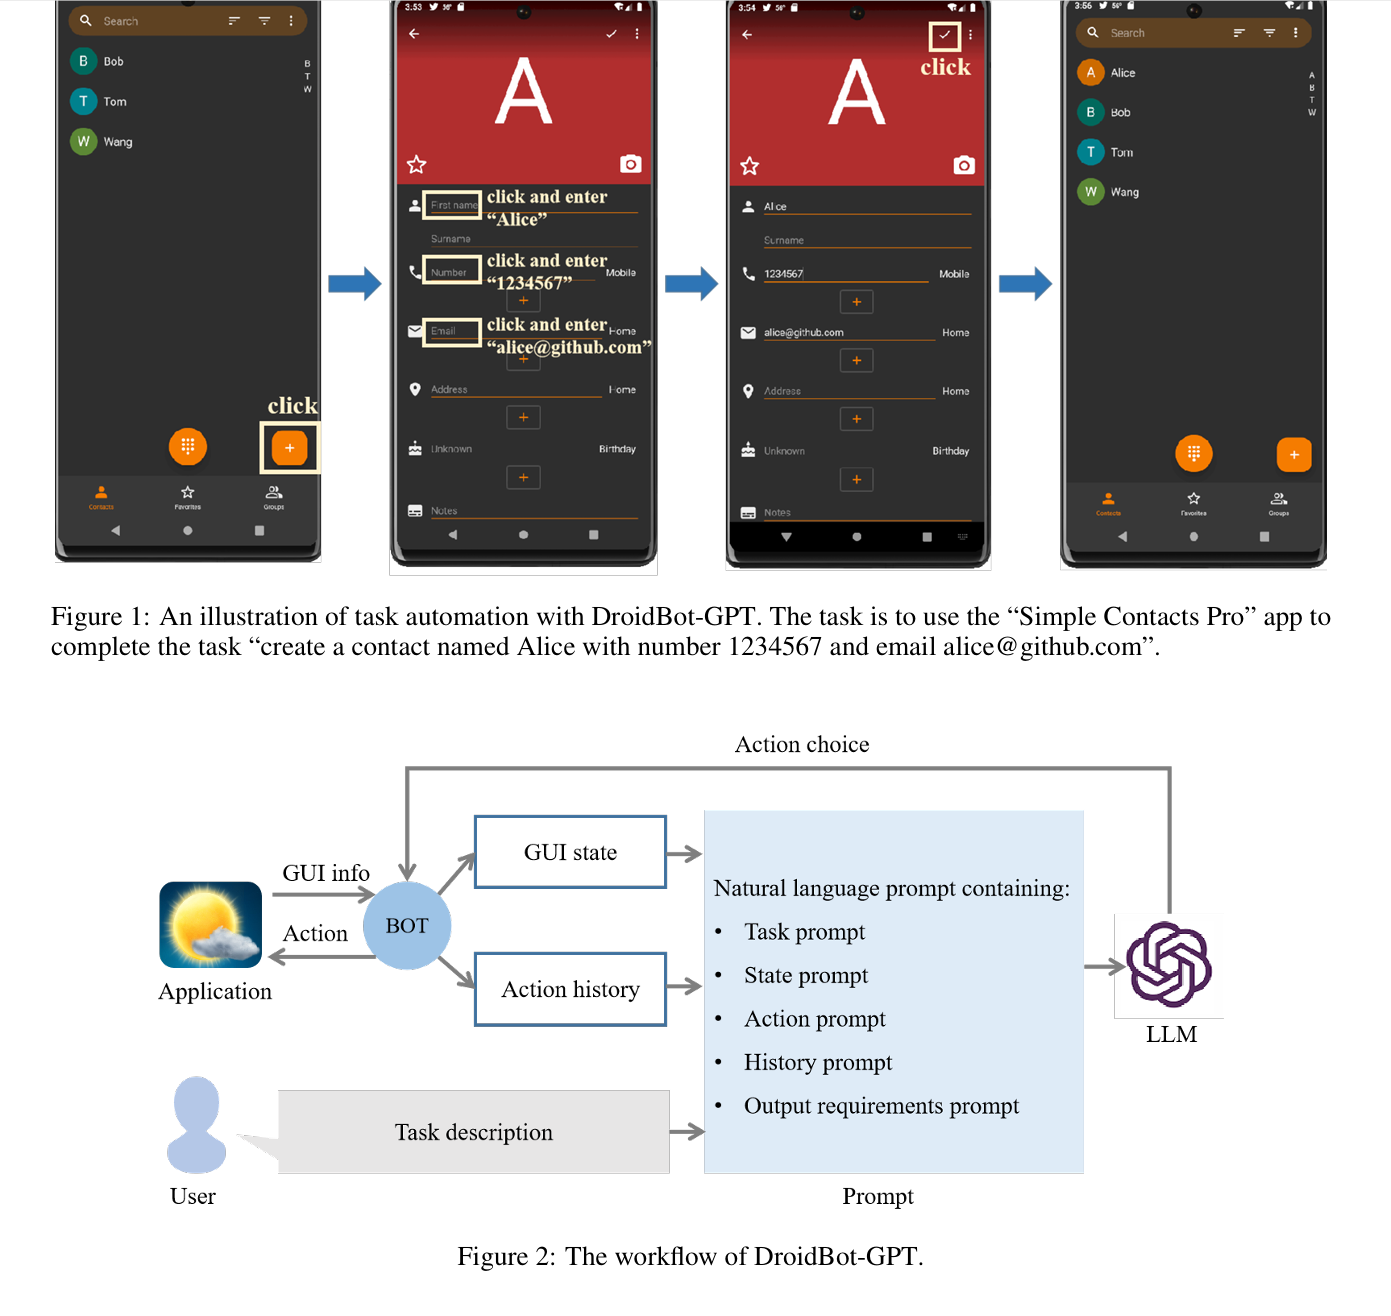 Search
B Bob
T Tom
W Wang
B
T
W
click
Contacts Favorites Groups
3:53 56°
A
First name click and enter
“Alice”
Surname
Number click and enter Mobile
“1234567”
+
Email click and enter Home
“alice@github.com”
+
Address Home
+
Unknown Birthday
+
Notes
3:54 56°
click
A
Alice
Surname
1234567 Mobile
+
alice@github.com Home
+
Address Home
+
Unknown Birthday
+
Notes
3:56 56°
Search
A Alice
B Bob
T Tom
W Wang
A
B
T
W
+
Contacts Favorites Groups
Figure 1: An illustration of task automation with DroidBot-GPT. The task is to use the “Simple Contacts Pro” app to
complete the task “create a contact named Alice with number 1234567 and email alice@github.com”.
Action choice
GUI info
Action
Application
BOT
GUI state
Action history
User
Task description
Natural language prompt containing:
• Task prompt
• State prompt
• Action prompt
• History prompt
• Output requirements prompt
Prompt
LLM
Figure 2: The workflow of DroidBot-GPT.